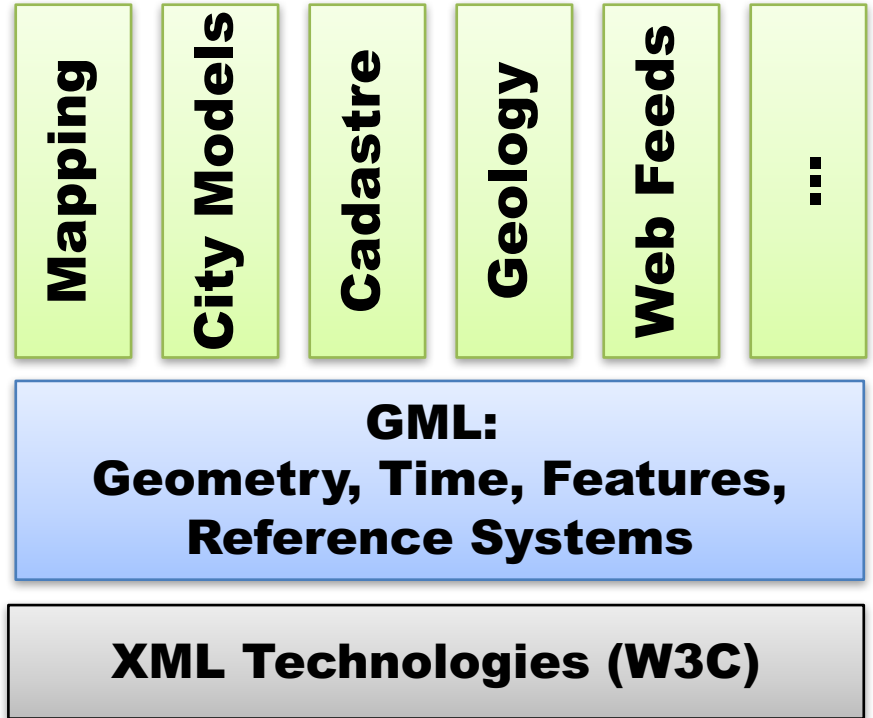 Mapping
City Models
Cadastre
Geology
Web Feeds
...
GML:
Geometry, Time, Features,
Reference Systems
XML Technologies (W3C)